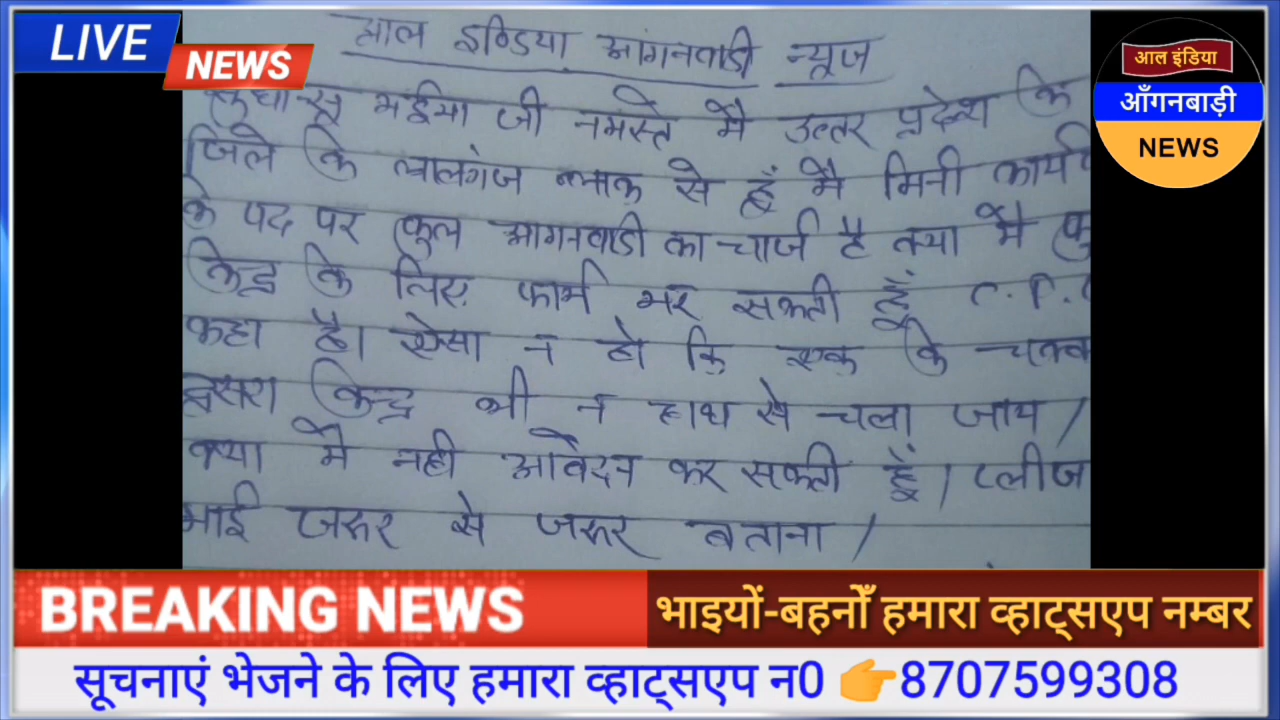 LIVE
NEWS
आल इण्डिया आंगनवाडी न्यूज
आल इंडिया
आँगनबाड़ी
NEWS
भईया जी नमस्ते मै उत्तर प्रदेश के
जिले के लालगंज ब्लाक से हूँ मै मिनी
के पद पर कुल आगनवाडी का चार्ज है क्या मै
केन्द्र के लिए फार्म भर सकती हूँ
कहा है। ऐसा न हो कि एक के
दूसरा केन्द्र भी न हाथ से चला जाय /
क्या मै नही आवेदन कर सकती हूँ / प्लीज
भाई जरूर से जरूर बताना /
BREAKING NEWS
भाइयों-बहनोँ हमारा व्हाट्सएप नम्बर
सूचनाएं भेजने के लिए हमारा व्हाट्सएप न0 👉8707599308